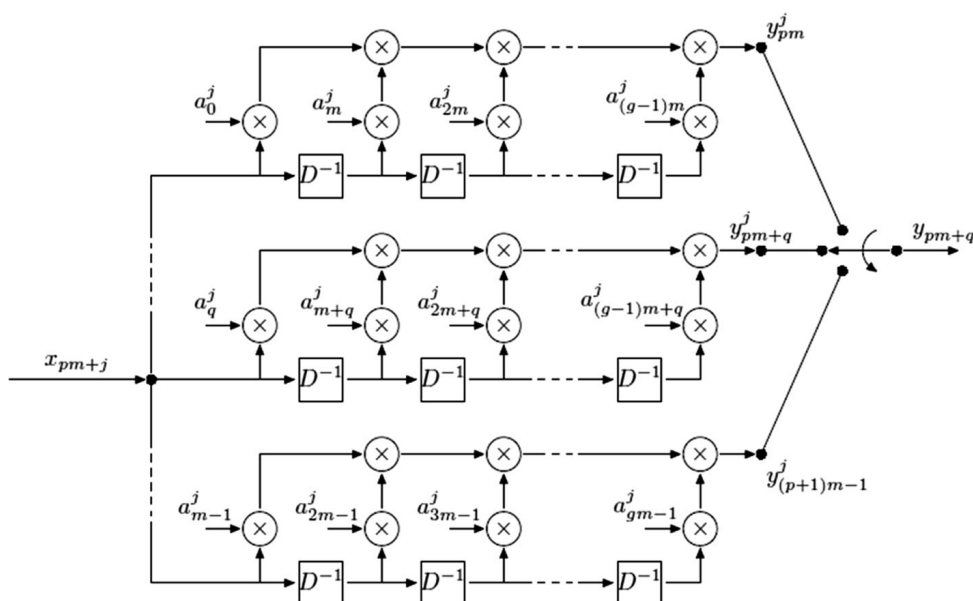 y^j_{pm}
a^j_0 a^j_m a^j_{2m} a^j_{(g-1)m}
× × × ×
× × ×
D^{-1} D^{-1} D^{-1}
y^j_{pm+q} y_{pm+q}
× × ×
a^j_q a^j_{m+q} a^j_{2m+q} a^j_{(g-1)m+q}
× × × ×
x_{pm+j}
D^{-1} D^{-1} D^{-1}
× × ×
y^j_{(p+1)m-1}
a^j_{m-1} a^j_{2m-1} a^j_{3m-1} a^j_{gm-1}
× × × ×
D^{-1} D^{-1} D^{-1}